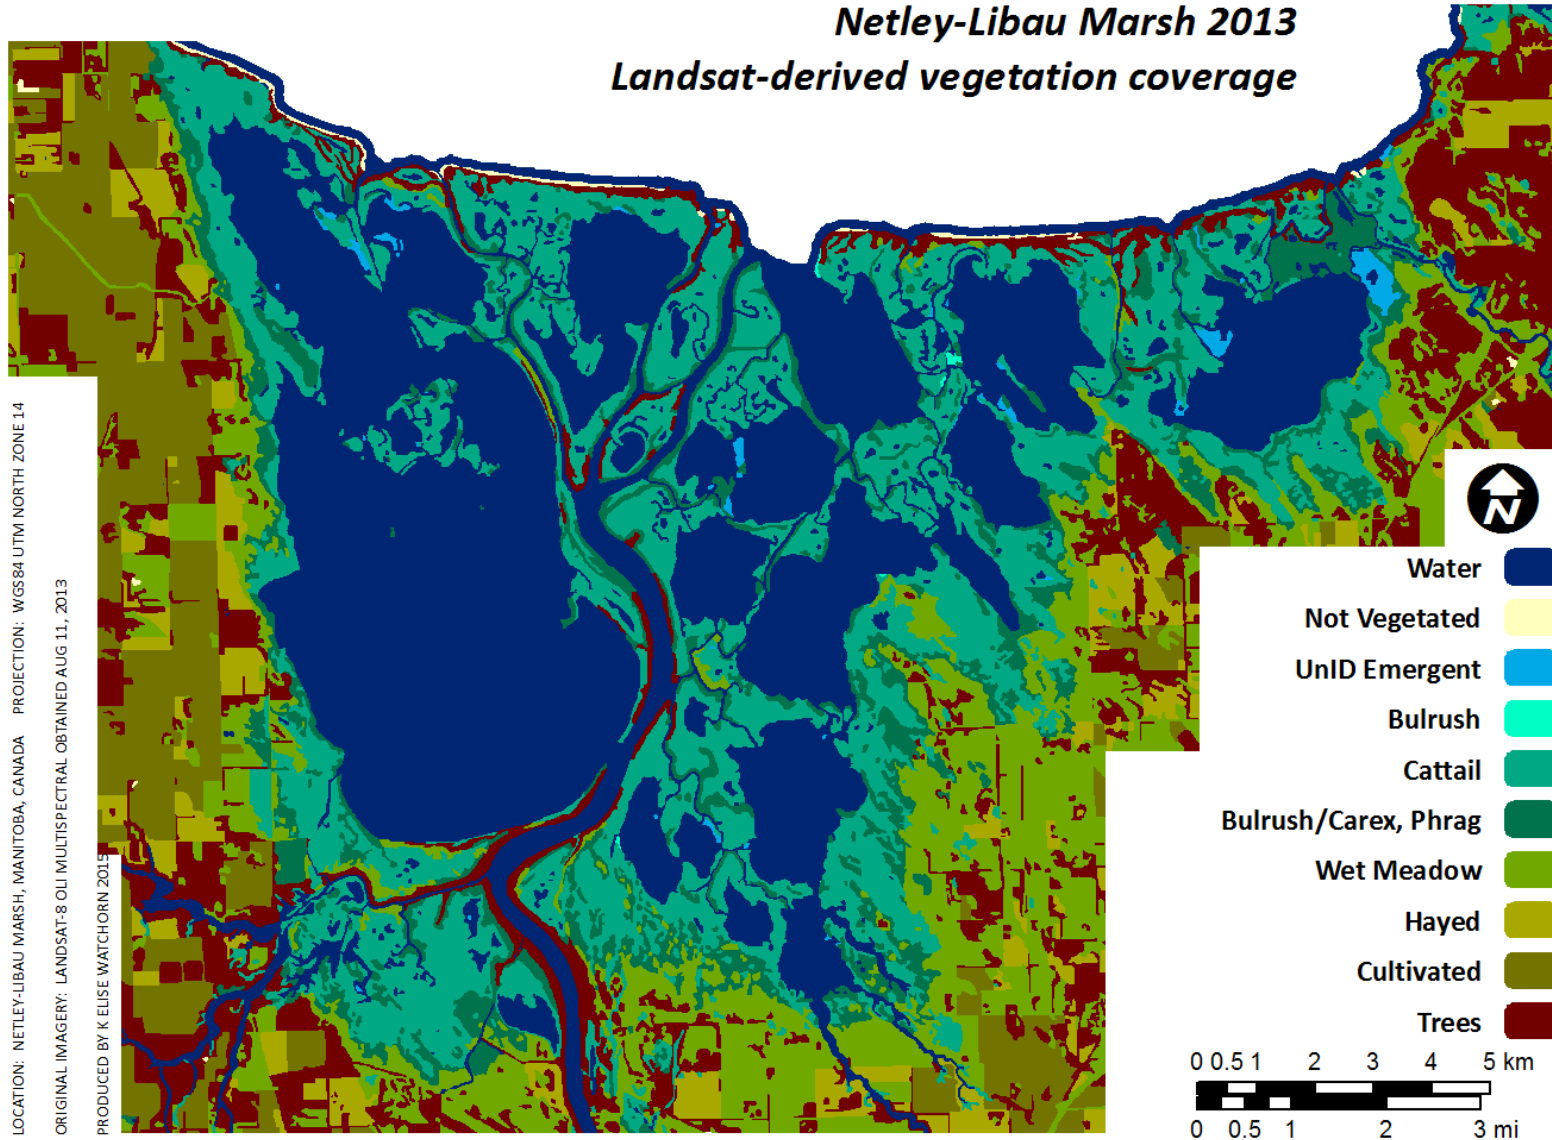 Netley-Libau Marsh 2013
Landsat-derived vegetation coverage
LOCATION: NETLEY-LIBAU MARSH, MANITOBA, CANADA PROJECTION: WGS84 UTM NORTH ZONE 14
ORIGINAL IMAGERY: LANDSAT-8 OLI MULTISPECTRAL OBTAINED AUG 11, 2013
PRODUCED BY K ELISE WATCHORN 2015
N
Water
Not Vegetated
UnID Emergent
Bulrush
Cattail
Bulrush/Carex, Phrag
Wet Meadow
Hayed
Cultivated
Trees
0 0.5 1 2 3 4 5 km
0 0.5 1 2 3 mi